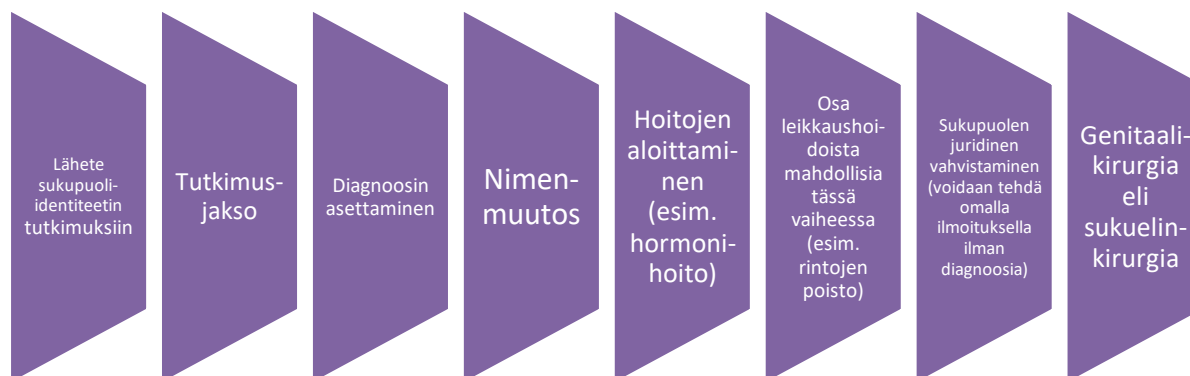 Lähete
sukupuoli-
identiteetin
tutkimuksiin
Tutkimus-
jakso
Diagnoosin
asettaminen
Nimen-
muutos
Hoitojen
aloittami-
nen
(esim.
hormoni-
hoito)
Osa
leikkaushoi-
doista
mahdollisia
tässä
vaiheessa
(esim.
rintojen
poisto)
Sukupuolen
juridinen
vahvistaminen
(voidaan tehdä
omalla
ilmoituksella
ilman
diagnoosia)
Genitaali-
kirurgia
eli
sukuelin-
kirurgia